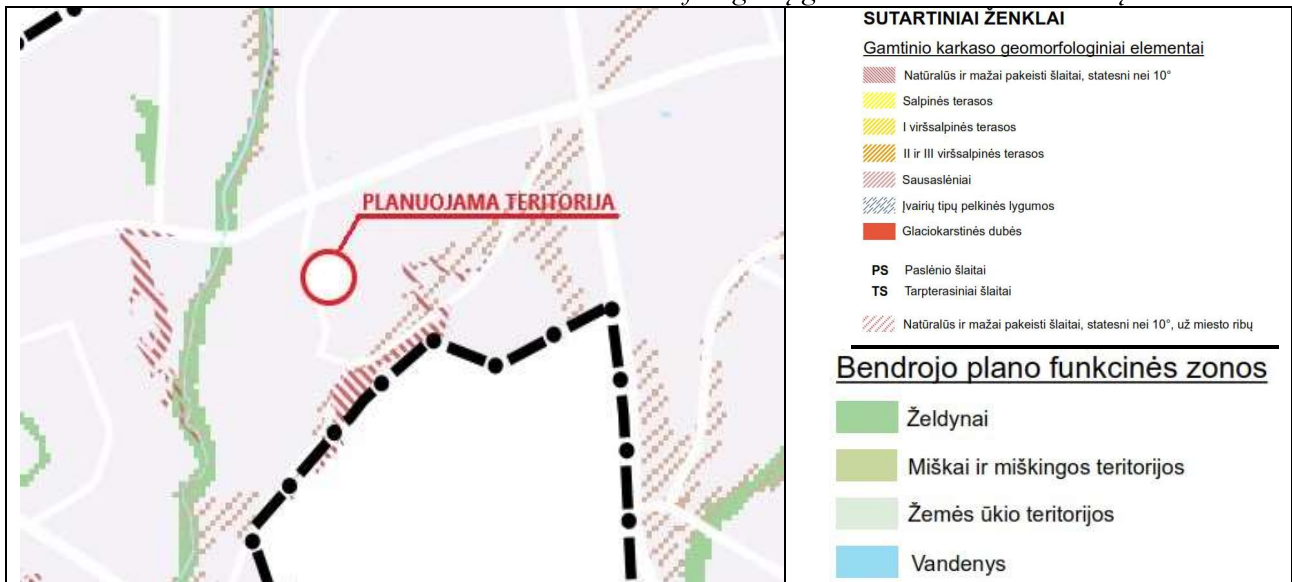 PLANUOJAMA TERITORIJA
SUTARTINIAI ŽENKLAI
Gamtinio karkaso geomorfologiniai elementai
Natūralūs ir mažai pakeisti šlaitai, statesni nei 10°
Salpinės terasos
I viršsalpinės terasos
II ir III viršsalpinės terasos
Sausaslėniai
Įvairių tipų pelkinės lygumos
Glaciokarstinės dubės
PS Paslėnio šlaitai
TS Tarpterasiniai šlaitai
Natūralūs ir mažai pakeisti šlaitai, statesni nei 10°, už miesto ribų
Bendrojo plano funkcinės zonos
Želdynai
Miškai ir miškingos teritorijos
Žemės ūkio teritorijos
Vandenys